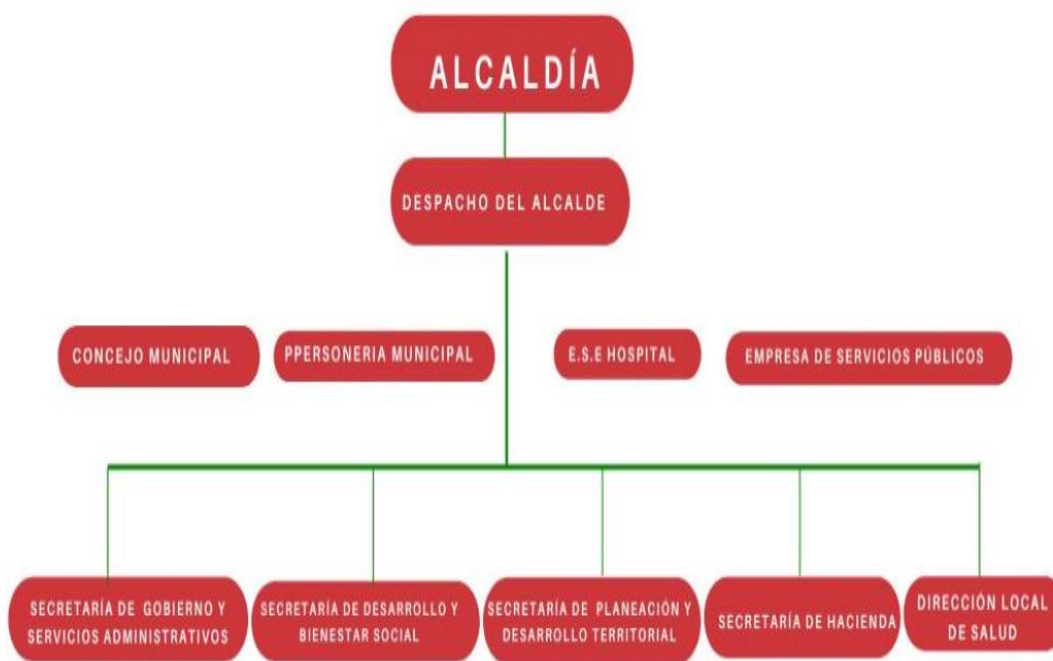 ALCALDÍA
DESPACHO DEL ALCALDE
CONCEJO MUNICIPAL
PPERSONERIA MUNICIPAL
E.S.E HOSPITAL
EMPRESA DE SERVICIOS PÚBLICOS
SECRETARÍA DE GOBIERNO Y
SERVICIOS ADMINISTRATIVOS
SECRETARÍA DE DESARROLLO Y
BIENESTAR SOCIAL
SECRETARÍA DE PLANEACIÓN Y
DESARROLLO TERRITORIAL
SECRETARÍA DE HACIENDA
DIRECCIÓN LOCAL
DE SALUD